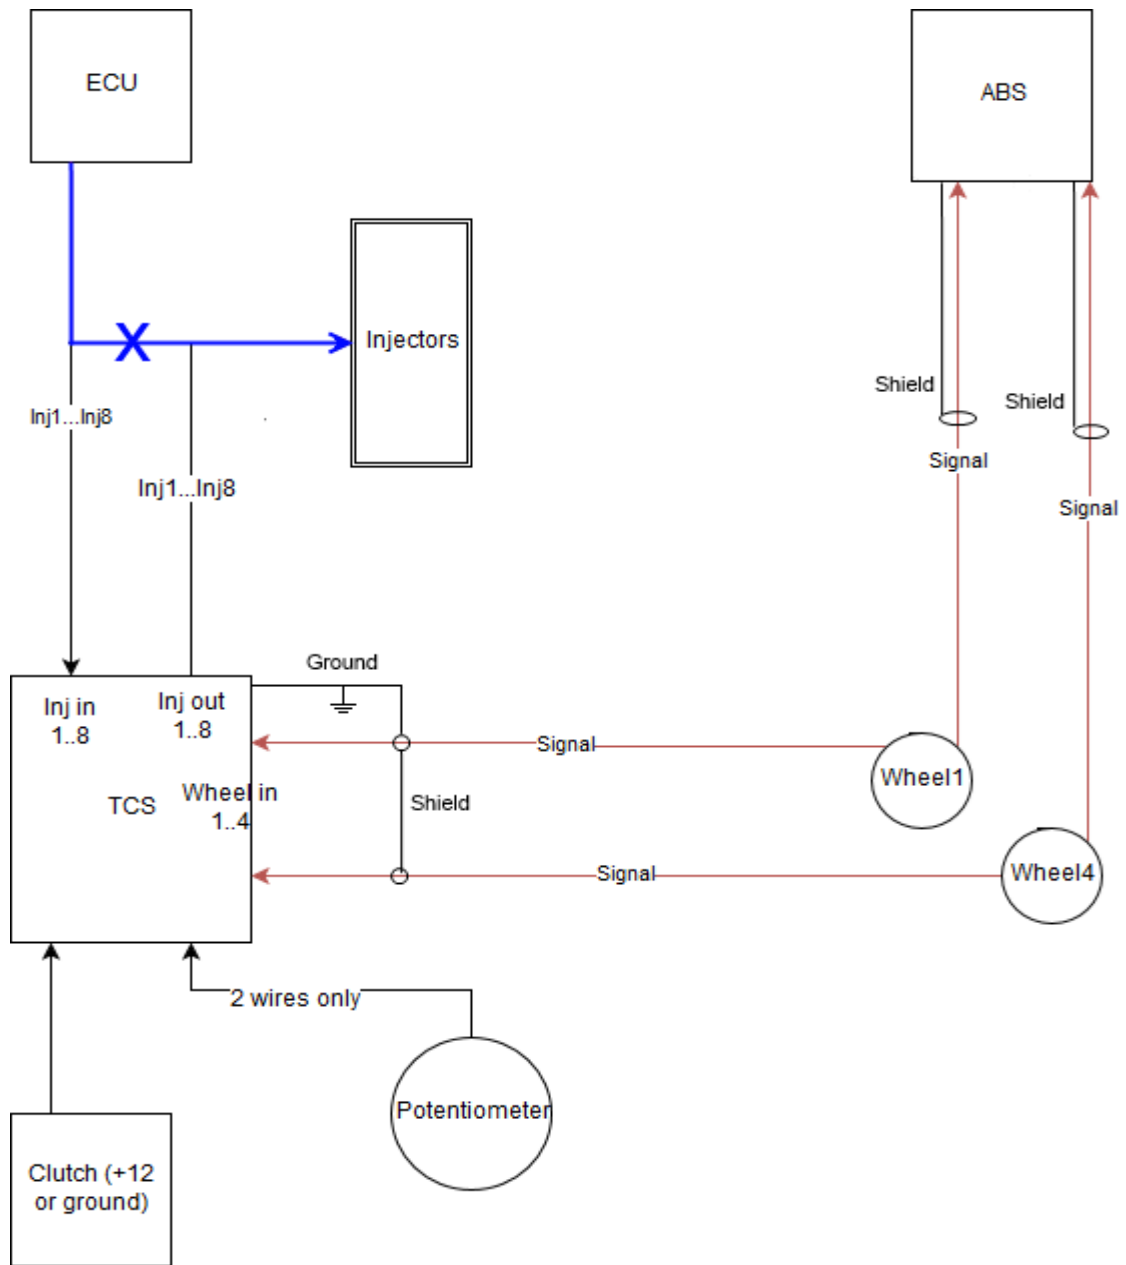 ECU
ABS
Injectors
Shield
Shield
Inj1...Inj8
Signal
Inj1...Inj8
Signal
Ground
Inj in
1..8
Inj out
1..8
Signal
Wheel1
Wheel in
1..4
TCS
Shield
Signal
Wheel4
2 wires only
Potentiometer
Clutch (+12
or ground)